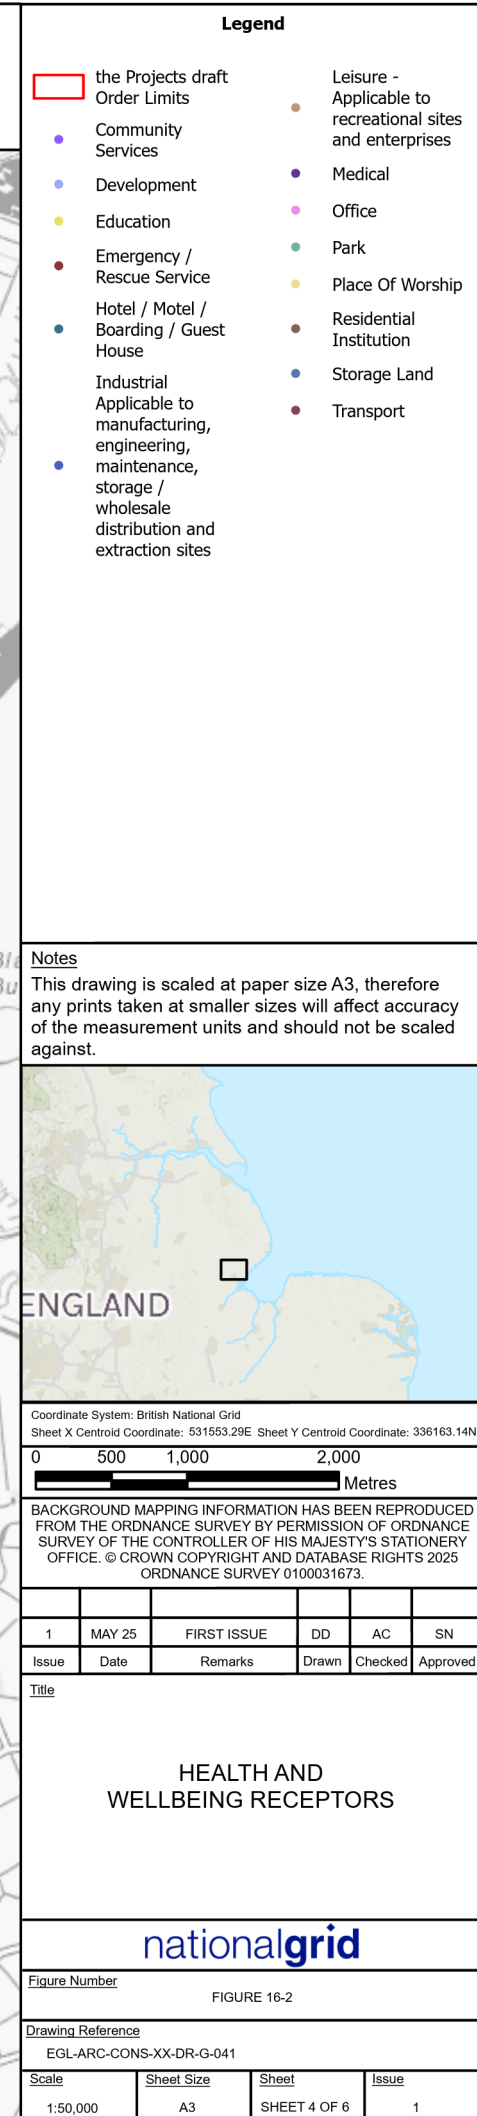 Legend
the Projects draft
Order Limits
Community
Services
Development
Education
Emergency /
Rescue Service
Hotel / Motel /
Boarding / Guest
House
Industrial
Applicable to
manufacturing,
engineering,
maintenance,
storage /
wholesale
distribution and
extraction sites
Leisure -
Applicable to
recreational sites
and enterprises
Medical
Office
Park
Place Of Worship
Residential
Institution
Storage Land
Transport
Notes
This drawing is scaled at paper size A3, therefore
any prints taken at smaller sizes will affect accuracy
of the measurement units and should not be scaled
against.
ENGLAND
Coordinate System: British National Grid
Sheet X Centroid Coordinate: 531553.29E Sheet Y Centroid Coordinate: 336163.14N
0 500 1,000 2,000
Metres
BACKGROUND MAPPING INFORMATION HAS BEEN REPRODUCED
FROM THE ORDNANCE SURVEY BY PERMISSION OF ORDNANCE
SURVEY OF THE CONTROLLER OF HIS MAJESTY'S STATIONERY
OFFICE. © CROWN COPYRIGHT AND DATABASE RIGHTS 2025
ORDNANCE SURVEY 0100031673.
1 MAY 25 FIRST ISSUE DD AC SN
Issue Date Remarks Drawn Checked Approved
Title
HEALTH AND
WELLBEING RECEPTORS
nationalgrid
Figure Number
FIGURE 16-2
Drawing Reference
EGL-ARC-CONS-XX-DR-G-041
Scale Sheet Size Sheet Issue
1:50,000 A3 SHEET 4 OF 6 1